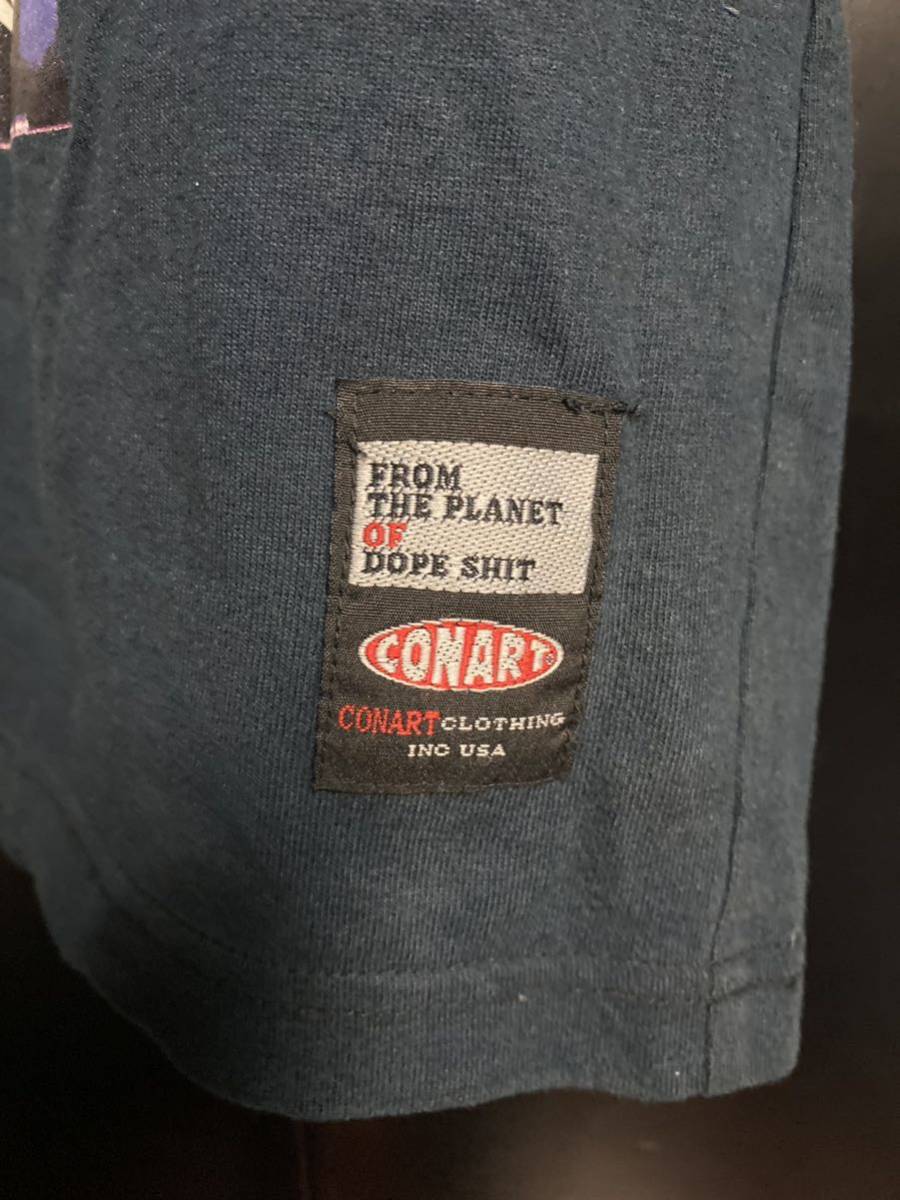 FROM
THE PLANET
OF
DOPE SHIT
CONART®
CONART CLOTHING
INC USA